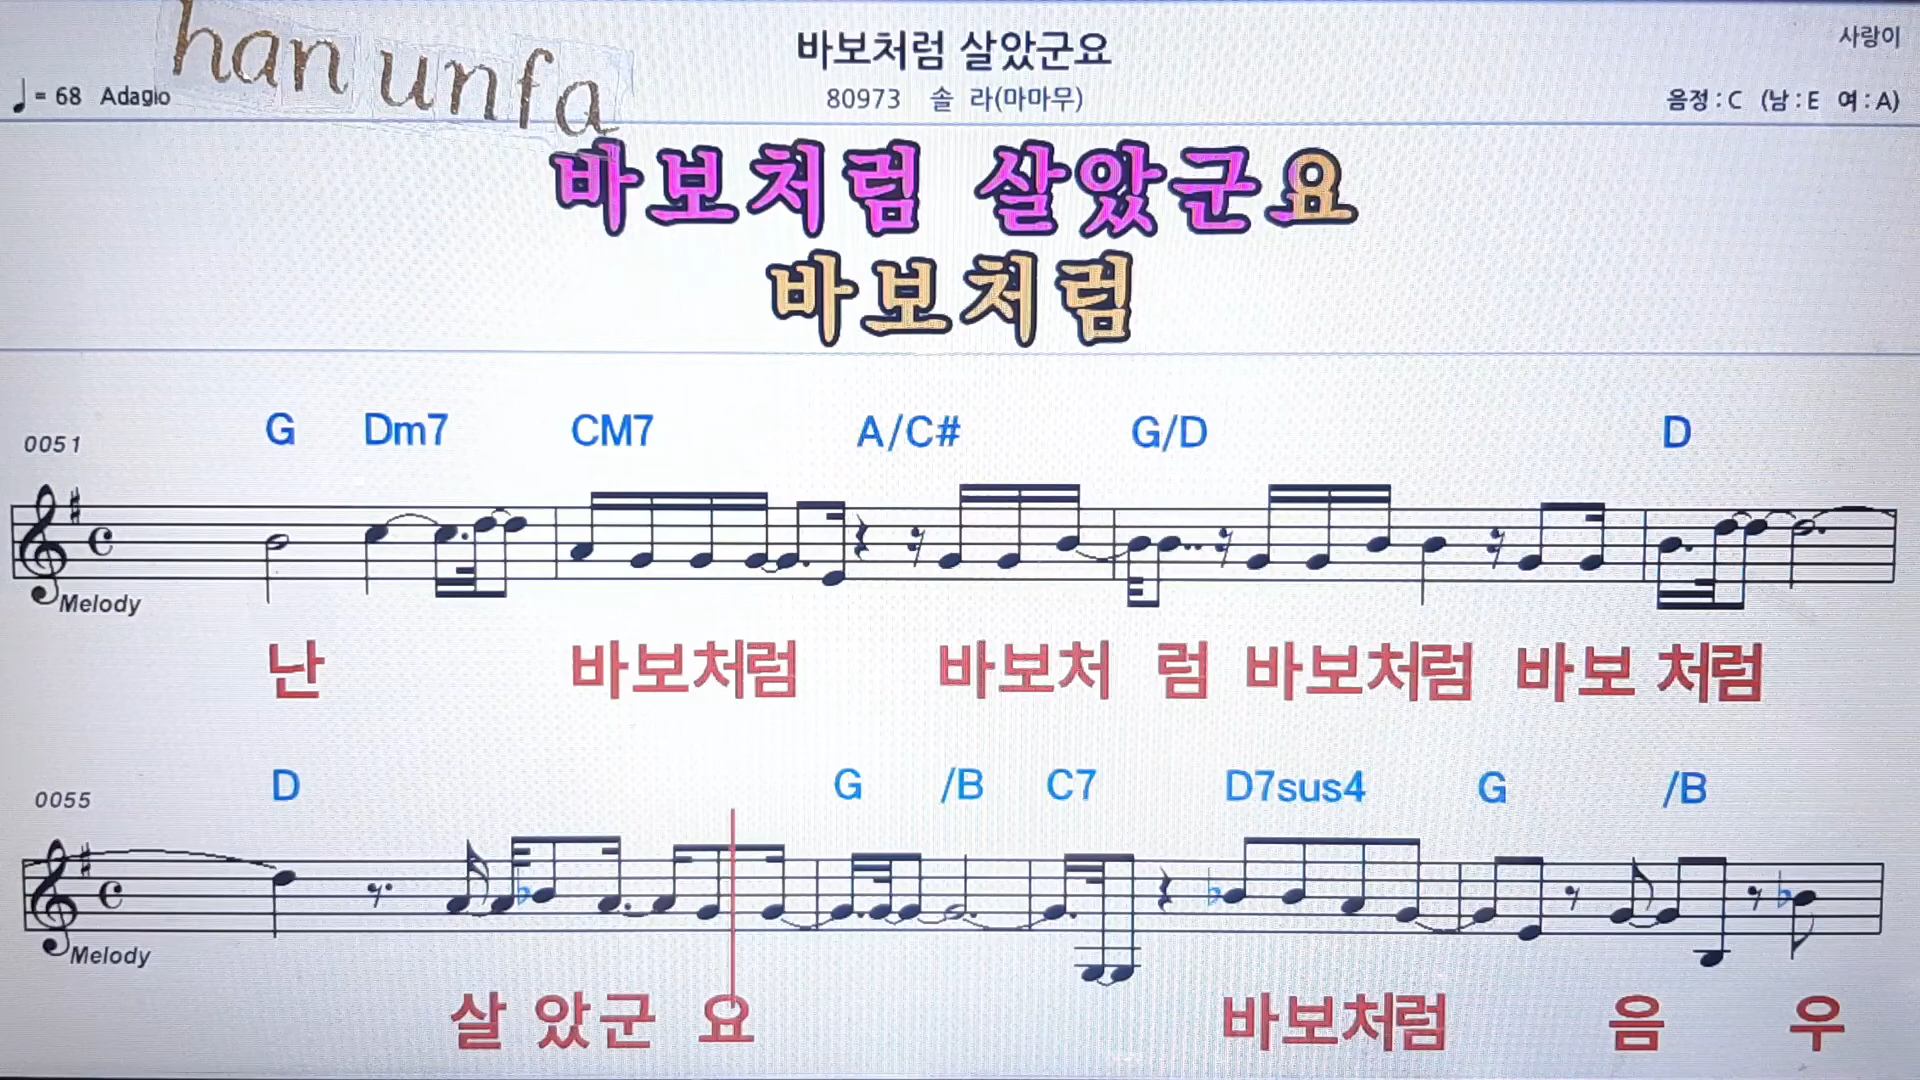 han unfa
바보처럼 살았군요
사랑이
♩= 68 Adagio
80973 솔 라(마마무)
음정 : C (남 : E 여 : A)
바보처럼 살았군요
바보처럼
G Dm7 CM7 A/C# G/D D
0051
Melody
난 바보처럼 바보처 럼 바보처럼 바보 처럼
D G /B C7 D7sus4 G /B
0055
Melody
살 았군 요 바보처럼 음 우